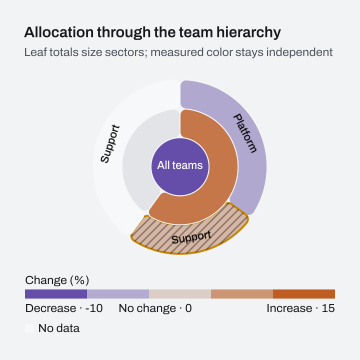 Allocation through the team hierarchy
Leaf totals size sectors; measured color stays independent
Platform
Support
All teams
Support
Change (%)
Decrease · -10 No change · 0 Increase · 15
No data